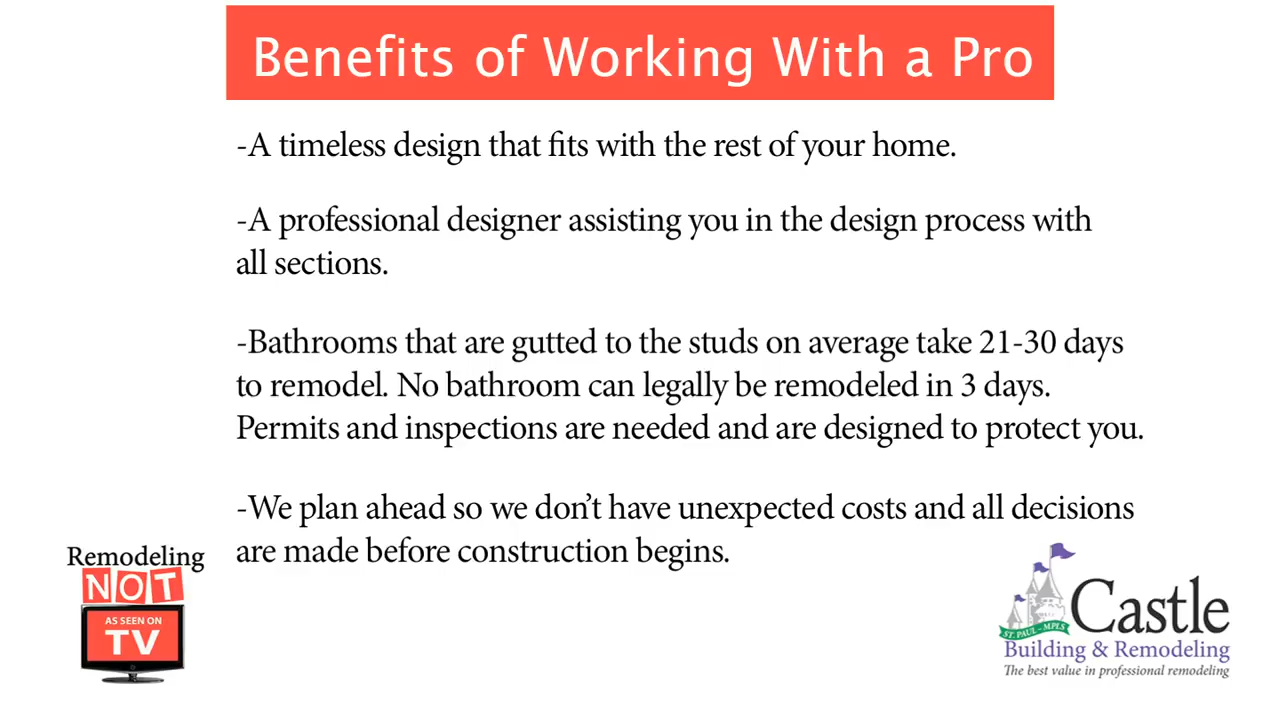 Benefits of Working With a Pro
-A timeless design that fits with the rest of your home.
-A professional designer assisting you in the design process with
all sections.
-Bathrooms that are gutted to the studs on average take 21-30 days
to remodel. No bathroom can legally be remodeled in 3 days.
Permits and inspections are needed and are designed to protect you.
-We plan ahead so we don't have unexpected costs and all decisions
are made before construction begins.
Remodeling
NOT
AS SEEN ON
TV
ST. PAUL - MPLS
Castle
Building & Remodeling
The best value in professional remodeling